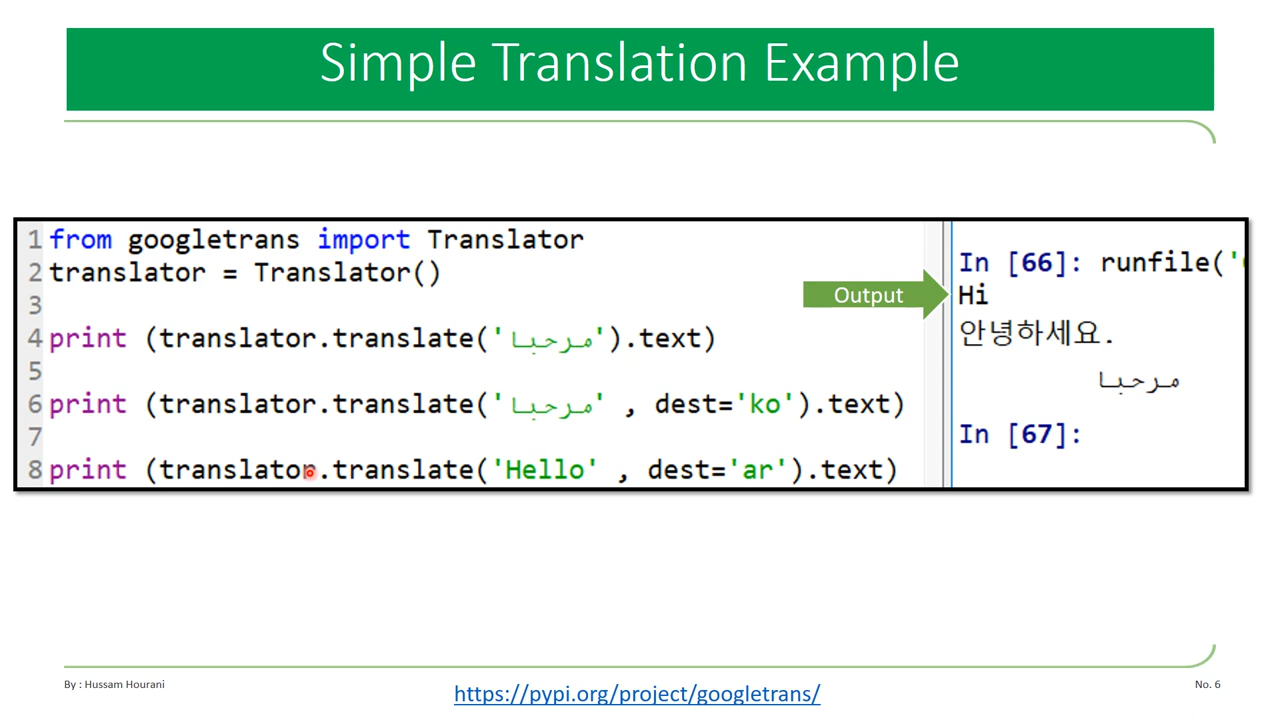 Simple Translation Example
1 from googletrans import Translator
2 translator = Translator()
3
4 print (translator.translate('مرحبا').text)
5
6 print (translator.translate('مرحبا' , dest='ko').text)
7
8 print (translator.translate('Hello' , dest='ar').text)
Output
In [66]: runfile('
Hi
안녕하세요.
مرحبا
In [67]:
By : Hussam Hourani
https://pypi.org/project/googletrans/
No. 6